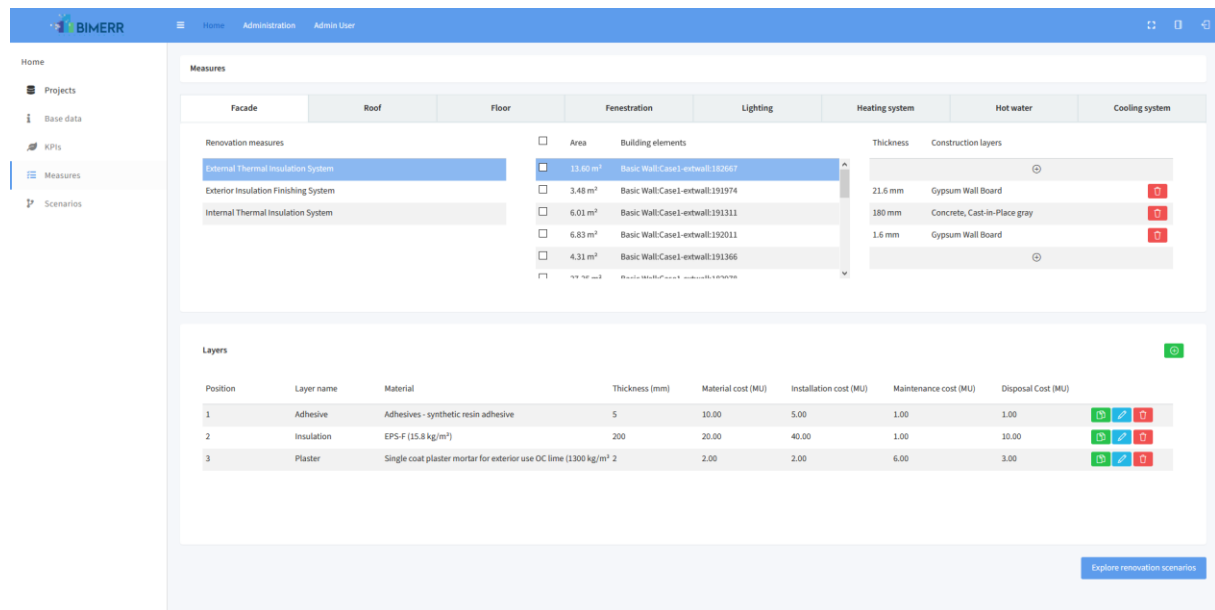 BIMERR
Home Administration Admin User
Home
Projects
Base data
KPIs
Measures
Scenarios
Measures
Facade Roof Floor Fenestration Lighting Heating system Hot water Cooling system
Renovation measures Area Building elements Thickness Construction layers
External Thermal Insulation System 13.60 m² Basic Wall:Case1-extwall:182667
Exterior Insulation Finishing System 3.48 m² Basic Wall:Case1-extwall:191974 21.6 mm Gypsum Wall Board
Internal Thermal Insulation System 6.01 m² Basic Wall:Case1-extwall:191311 180 mm Concrete, Cast-in-Place gray
6.83 m² Basic Wall:Case1-extwall:192011 1.6 mm Gypsum Wall Board
4.31 m² Basic Wall:Case1-extwall:191366
Layers
Position Layer name Material Thickness (mm) Material cost (MU) Installation cost (MU) Maintenance cost (MU) Disposal Cost (MU)
1 Adhesive Adhesives - synthetic resin adhesive 5 10.00 5.00 1.00 1.00
2 Insulation EPS-F (15.8 kg/m³) 200 20.00 40.00 1.00 10.00
3 Plaster Single coat plaster mortar for exterior use OC lime (1300 kg/m³ 2 2.00 2.00 6.00 3.00
Explore renovation scenarios